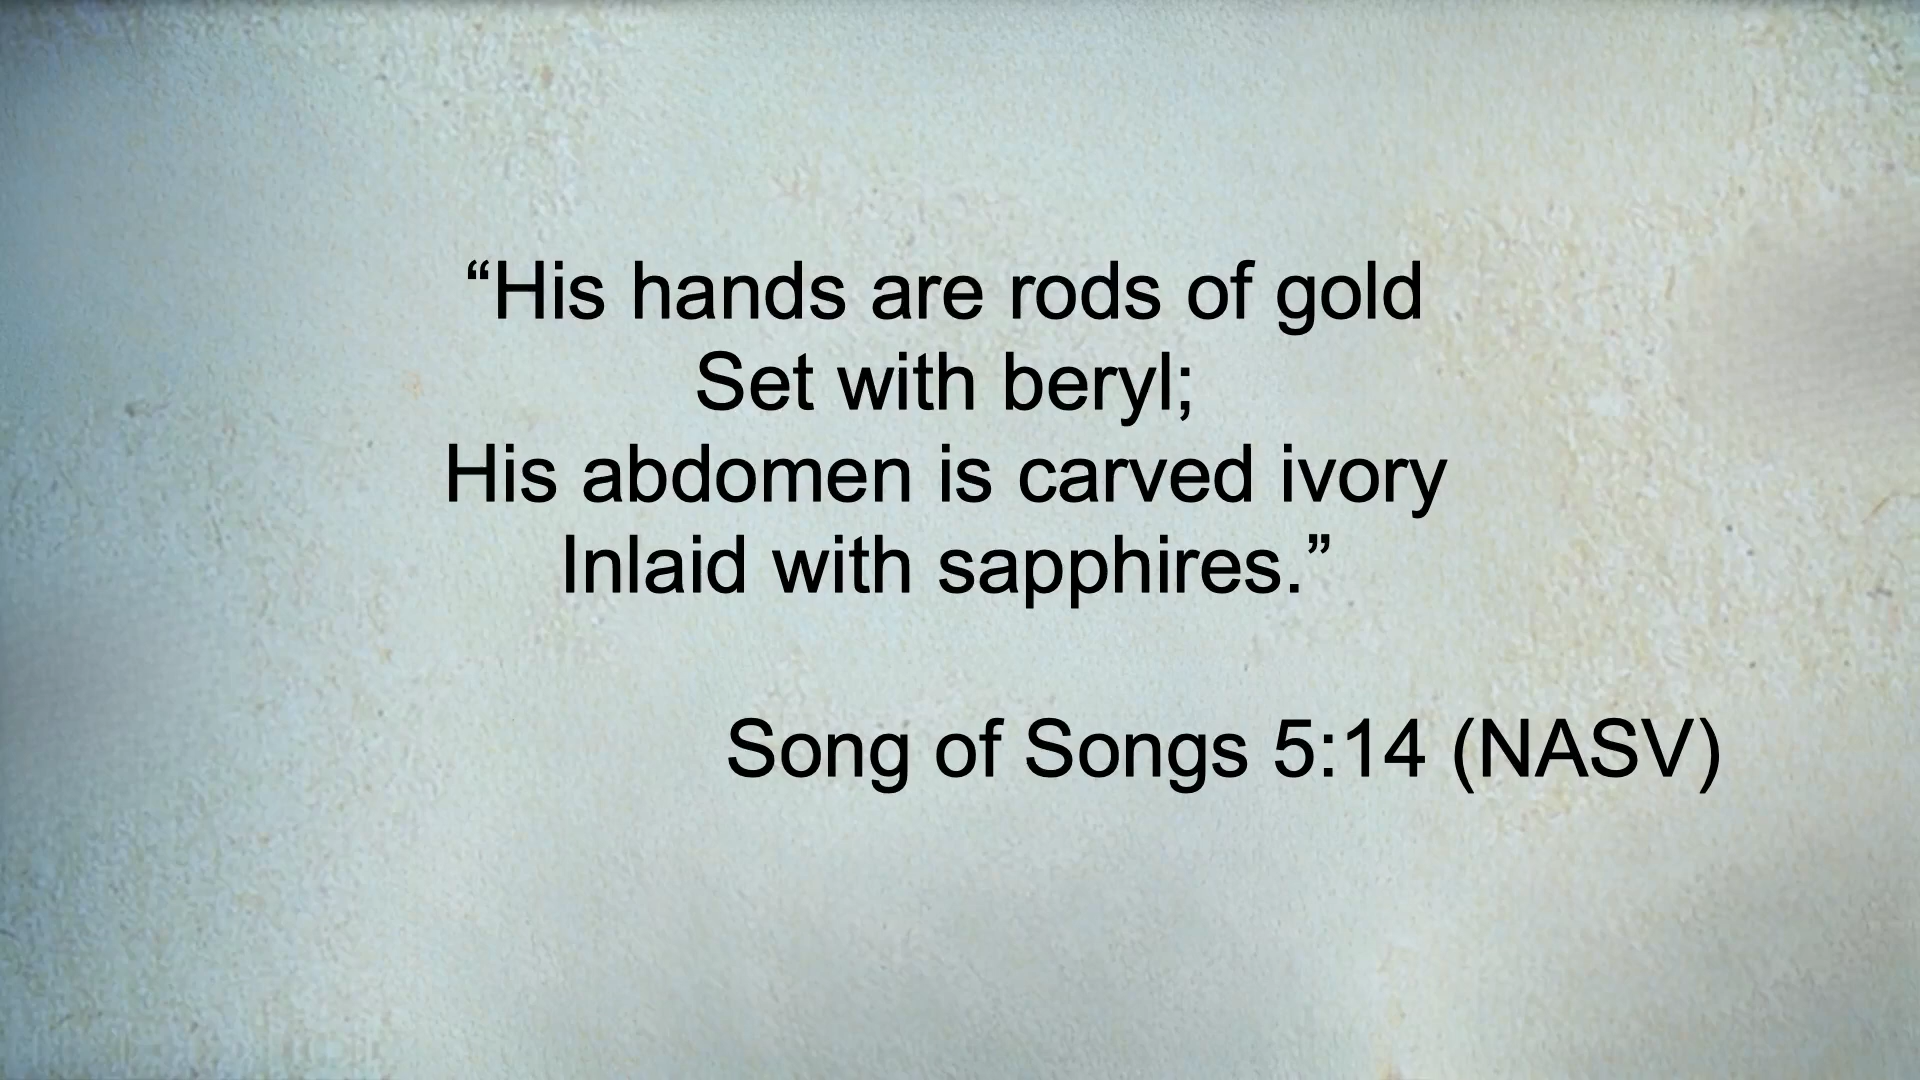 “His hands are rods of gold
Set with beryl;
His abdomen is carved ivory
Inlaid with sapphires.”
Song of Songs 5:14 (NASV)